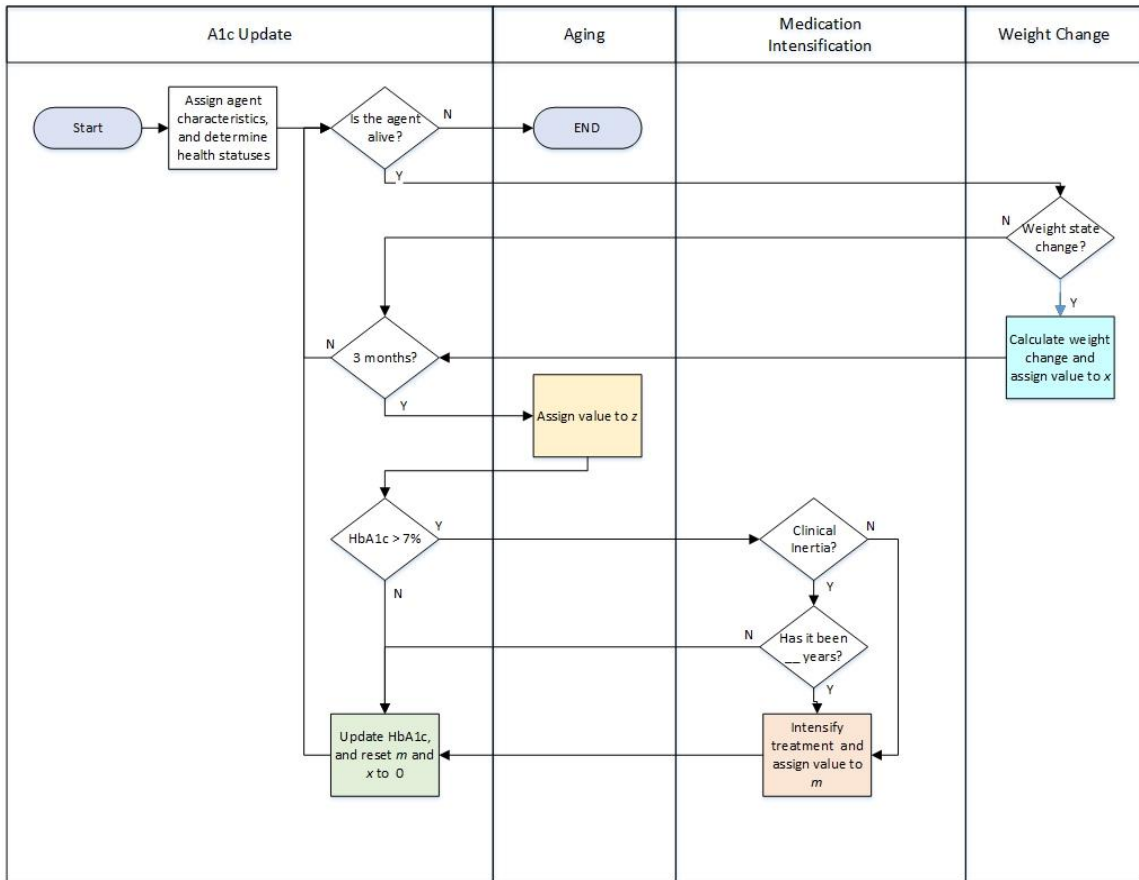 A1c Update
Aging
Medication
Intensification
Weight Change
Start
Assign agent
characteristics,
and determine
health statuses
Is the agent
alive?
N
END
Y
N
Weight state
change?
Y
Calculate weight
change and
assign value to x
N
3 months?
Y
Assign value to z
HbA1c > 7%
Y
N
Clinical
Inertia?
N
Y
N
Has it been
__ years?
Y
Update HbA1c,
and reset m and
x to 0
Intensify
treatment and
assign value to
m